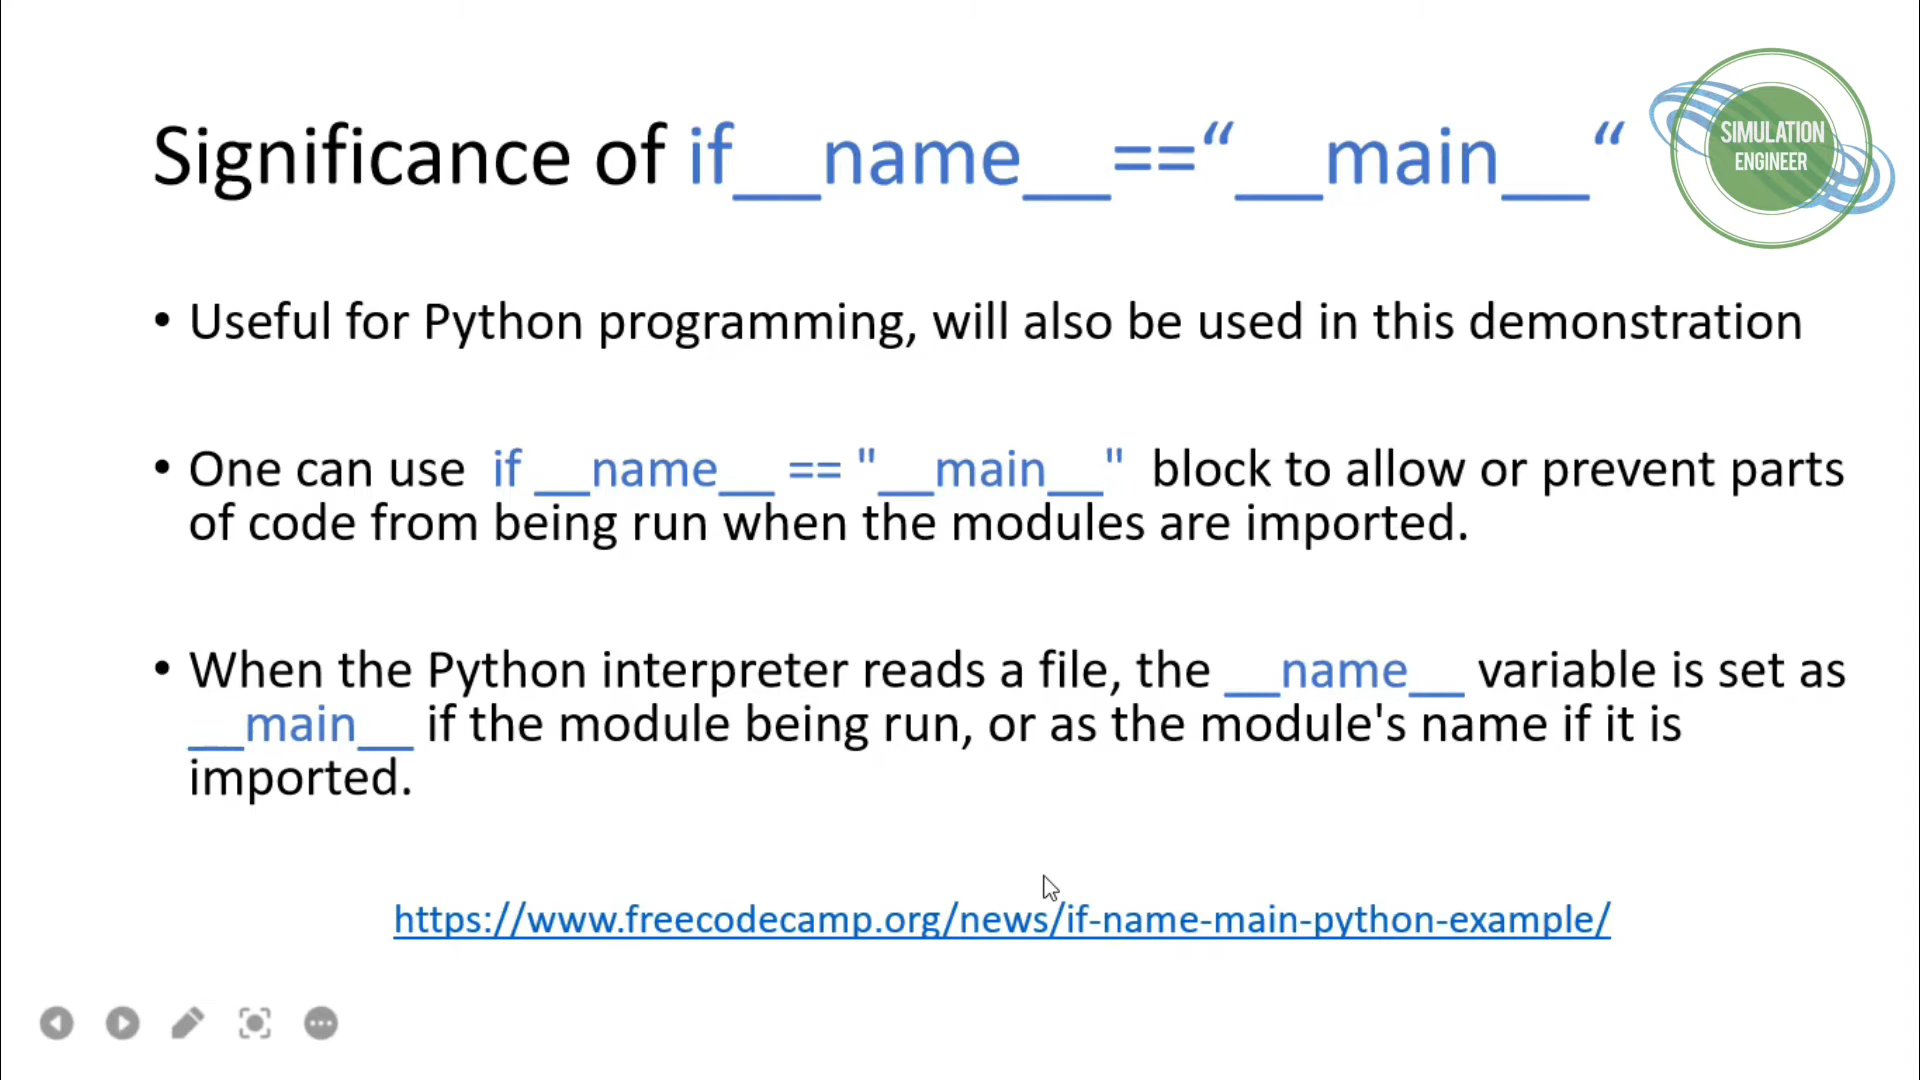 Significance of if__name__==“__main__“
SIMULATION
ENGINEER
• Useful for Python programming, will also be used in this demonstration
• One can use if __name__ == "__main__" block to allow or prevent parts
of code from being run when the modules are imported.
• When the Python interpreter reads a file, the __name__ variable is set as
__main__ if the module being run, or as the module's name if it is
imported.
https://www.freecodecamp.org/news/if-name-main-python-example/